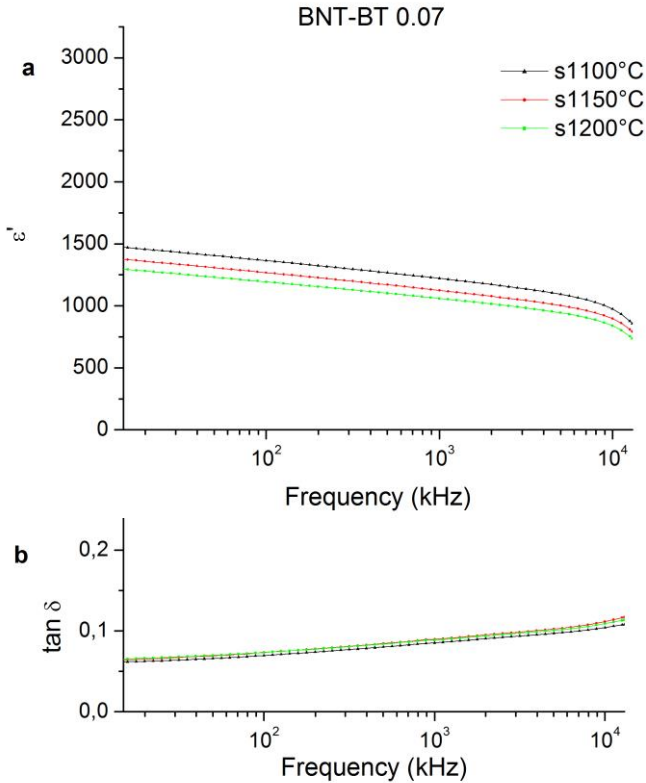 BNT-BT 0.07
a
3000
s1100°C
s1150°C
s1200°C
2500
2000
ε'
1500
1000
500
0
10²
10³
10⁴
Frequency (kHz)
b
0,2
tan δ
0,1
0,0
10²
10³
10⁴
Frequency (kHz)